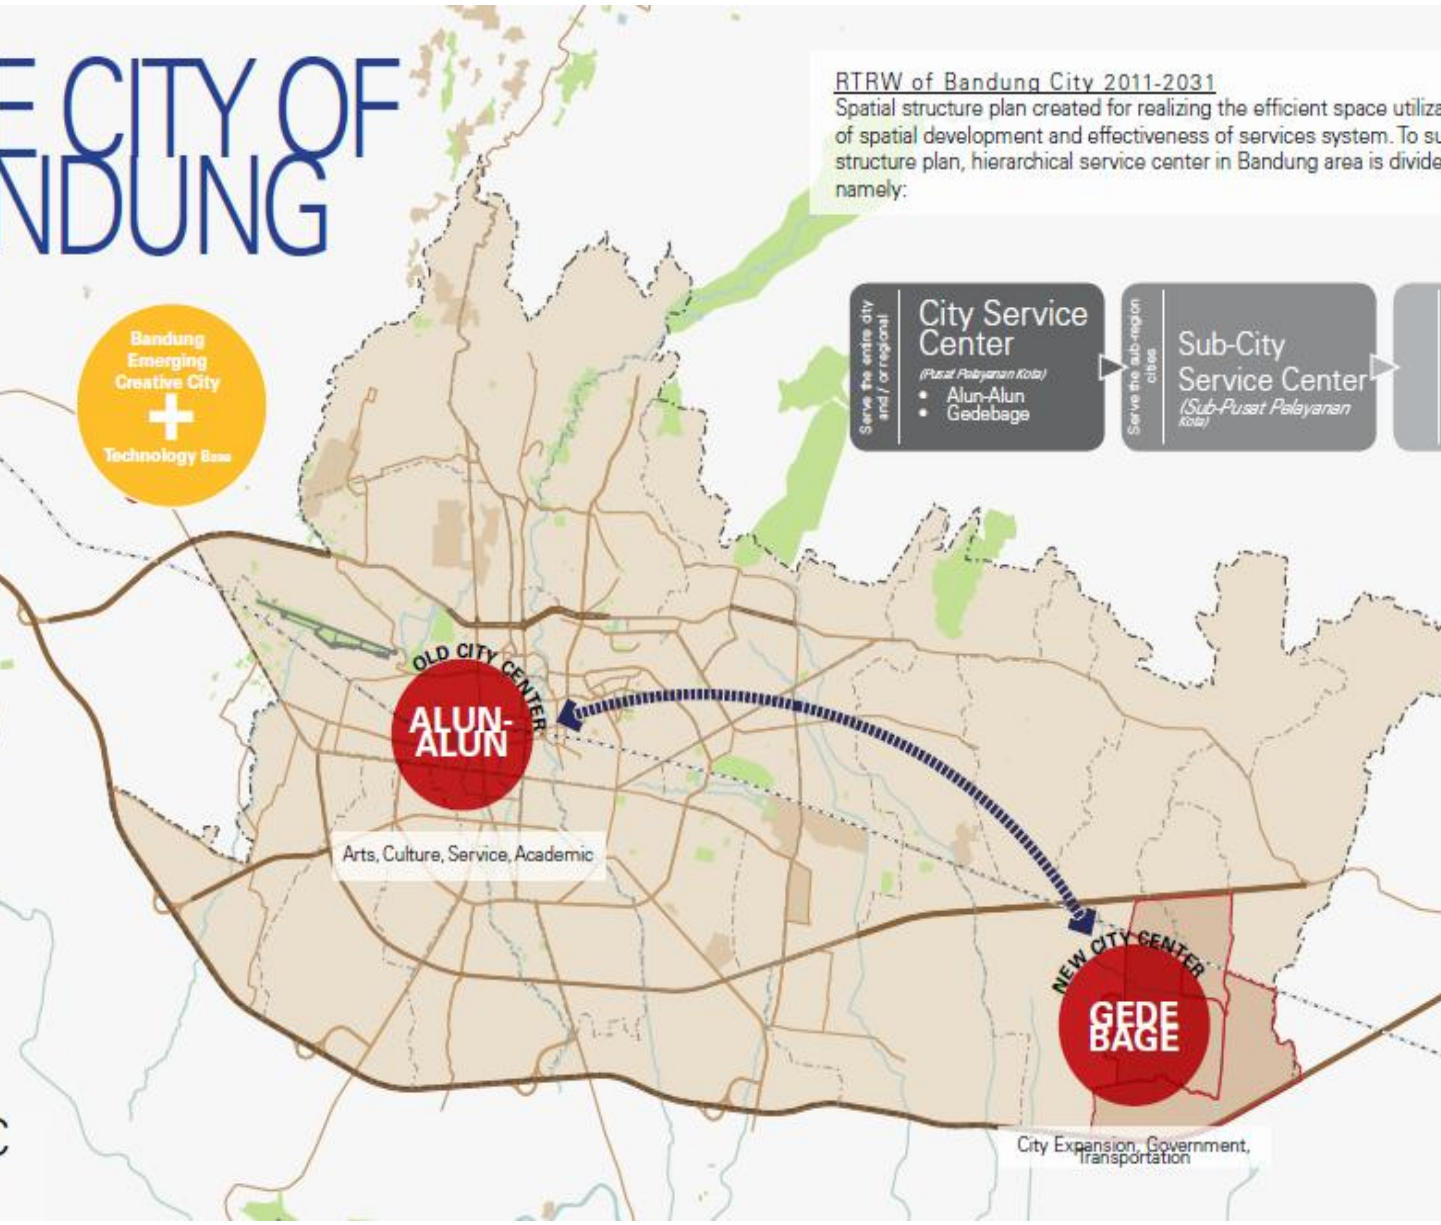 E CITY OF
NDUNG
RTRW of Bandung City 2011-2031
Spatial structure plan created for realizing the efficient space utiliza
of spatial development and effectiveness of services system. To su
structure plan, hierarchical service center in Bandung area is divide
namely:
Bandung
Emerging
Creative City
+
Technology Base
Serve the entire city
and / or regional
City Service
Center
(Pusat Pelayanan Kota)
• Alun-Alun
• Gedebage
Serve the sub-region
cities
Sub-City
Service Center
(Sub-Pusat Pelayanan
Kota)
OLD CITY CENTER
ALUN-
ALUN
Arts, Culture, Service, Academic
NEW CITY CENTER
GEDE
BAGE
City Expansion, Government,
Transportation
C